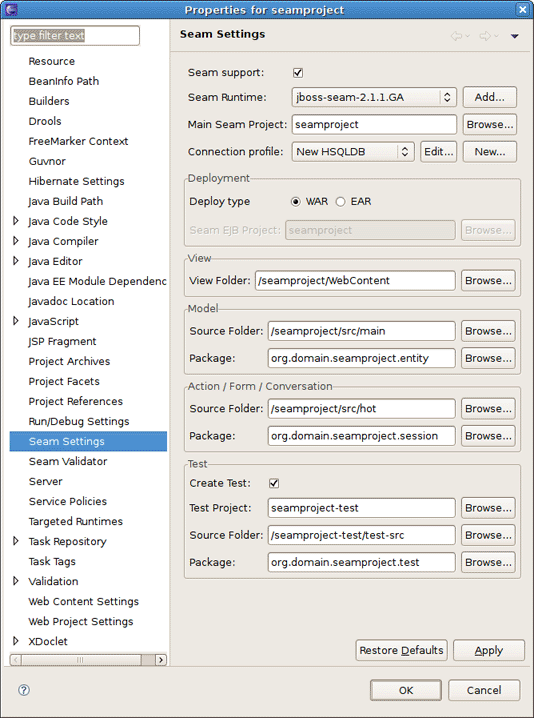 Properties for seamproject
type filter text
Resource
BeanInfo Path
Builders
Drools
FreeMarker Context
Guvnor
Hibernate Settings
Java Build Path
Java Code Style
Java Compiler
Java Editor
Java EE Module Dependenc
Javadoc Location
JavaScript
JSP Fragment
Project Archives
Project Facets
Project References
Run/Debug Settings
Seam Settings
Seam Validator
Server
Service Policies
Targeted Runtimes
Task Repository
Task Tags
Validation
Web Content Settings
Web Project Settings
XDoclet
Seam Settings
Seam support:
Seam Runtime: jboss-seam-2.1.1.GA Add...
Main Seam Project: seamproject Browse...
Connection profile: New HSQLDB Edit... New...
Deployment
Deploy type WAR EAR
Seam EJB Project: seamproject Browse...
View
View Folder: /seamproject/WebContent Browse...
Model
Source Folder: /seamproject/src/main Browse...
Package: org.domain.seamproject.entity Browse...
Action / Form / Conversation
Source Folder: /seamproject/src/hot Browse...
Package: org.domain.seamproject.session Browse...
Test
Create Test:
Test Project: seamproject-test Browse...
Source Folder: /seamproject-test/test-src Browse...
Package: org.domain.seamproject.test Browse...
Restore Defaults Apply
? OK Cancel